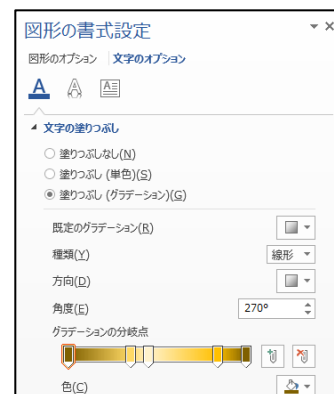 図形の書式設定
図形のオプション 文字のオプション
文字の塗りつぶし
塗りつぶしなし(N)
塗りつぶし (単色)(S)
塗りつぶし (グラデーション)(G)
既定のグラデーション(R)
種類(Y) 線形
方向(D)
角度(E) 270°
グラデーションの分岐点
色(C)